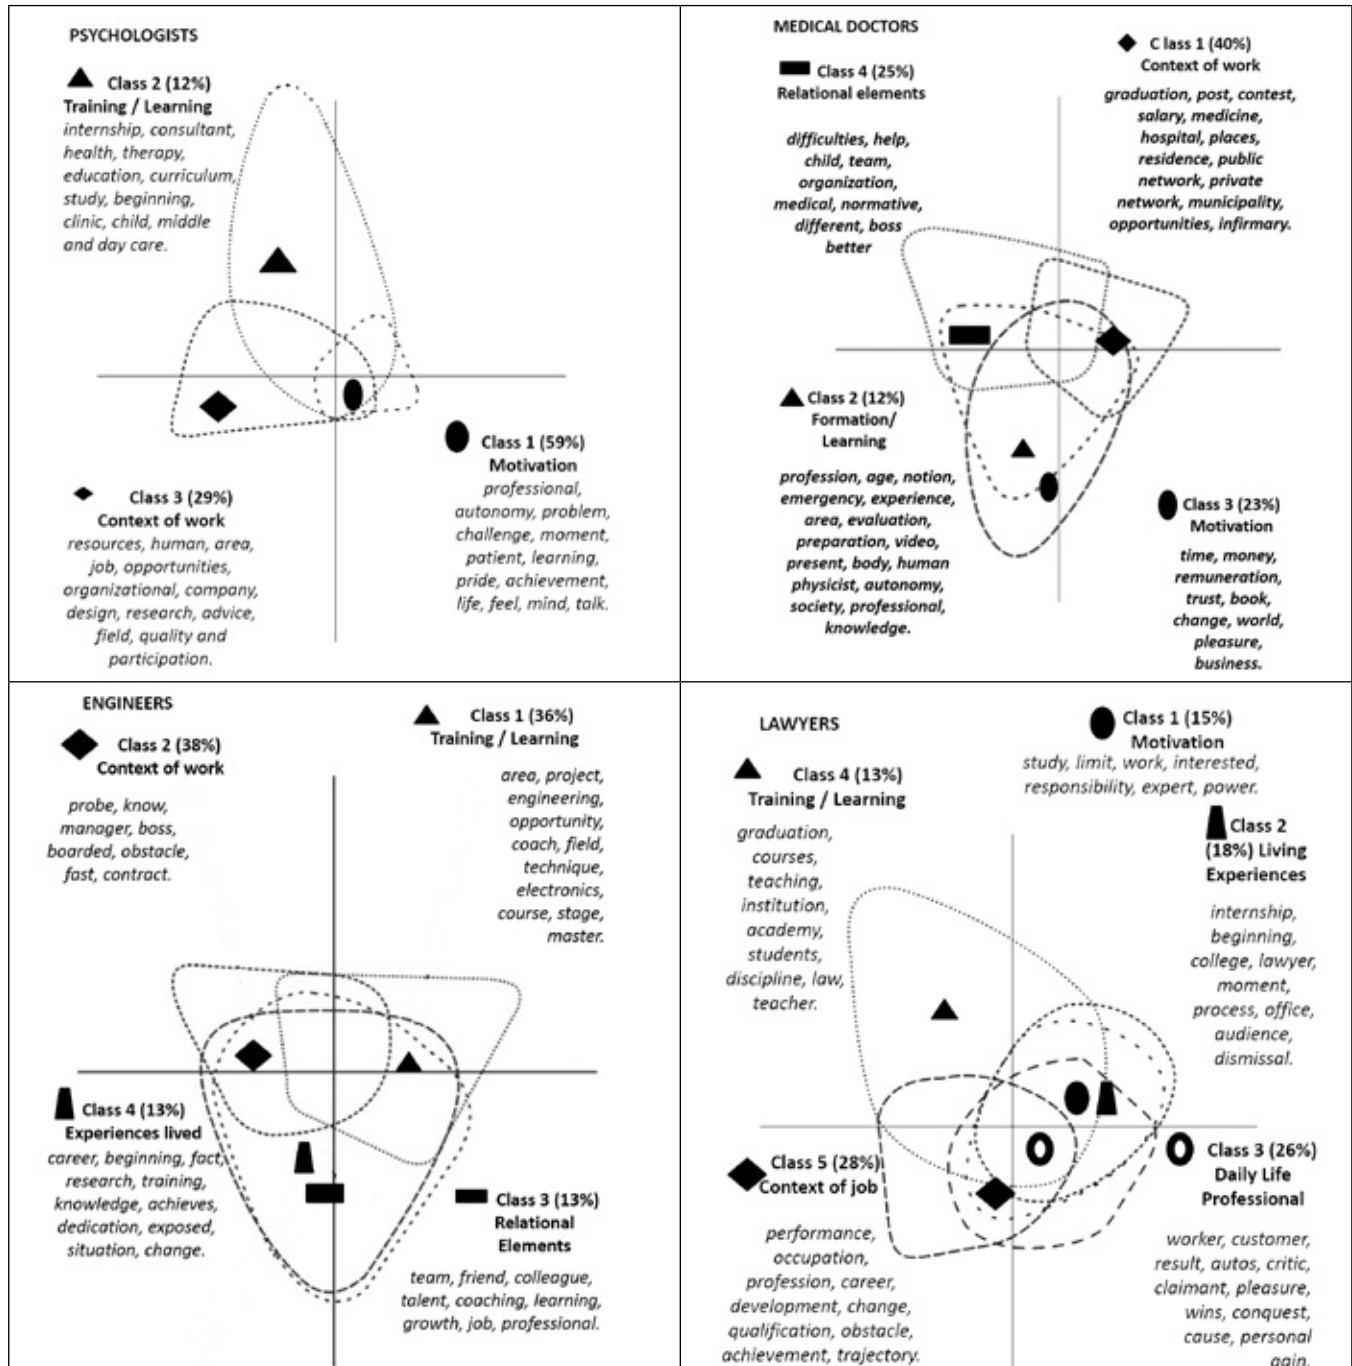 PSYCHOLOGISTS
Class 2 (12%)
Training / Learning
internship, consultant,
health, therapy,
education, curriculum,
study, beginning,
clinic, child, middle
and day care.
Class 1 (59%)
Motivation
professional,
autonomy, problem,
challenge, moment,
patient, learning,
pride, achievement,
life, feel, mind, talk.
Class 3 (29%)
Context of work
resources, human, area,
job, opportunities,
organizational, company,
design, research, advice,
field, quality and
participation.
MEDICAL DOCTORS
Class 4 (25%)
Relational elements
difficulties, help,
child, team,
organization,
medical, normative,
different, boss
better
C lass 1 (40%)
Context of work
graduation, post, contest,
salary, medicine,
hospital, places,
residence, public
network, private
network, municipality,
opportunities, infirmary.
Class 2 (12%)
Formation/
Learning
profession, age, notion,
emergency, experience,
area, evaluation,
preparation, video,
present, body, human
physicist, autonomy,
society, professional,
knowledge.
Class 3 (23%)
Motivation
time, money,
remuneration,
trust, book,
change, world,
pleasure,
business.
ENGINEERS
Class 2 (38%)
Context of work
probe, know,
manager, boss,
boarded, obstacle,
fast, contract.
Class 1 (36%)
Training / Learning
area, project,
engineering,
opportunity,
coach, field,
technique,
electronics,
course, stage,
master.
Class 4 (13%)
Experiences lived
career, beginning, fact,
research, training,
knowledge, achieves,
dedication, exposed,
situation, change.
Class 3 (13%)
Relational
Elements
team, friend, colleague,
talent, coaching, learning,
growth, job, professional.
LAWYERS
Class 4 (13%)
Training / Learning
graduation,
courses,
teaching,
institution,
academy,
students,
discipline, law,
teacher.
Class 1 (15%)
Motivation
study, limit, work, interested,
responsibility, expert, power.
Class 2
(18%) Living
Experiences
internship,
beginning,
college, lawyer,
moment,
process, office,
audience,
dismissal.
Class 5 (28%)
Context of job
performance,
occupation,
profession, career,
development, change,
qualification, obstacle,
achievement, trajectory.
Class 3 (26%)
Daily Life
Professional
worker, customer,
result, autos, critic,
claimant, pleasure,
wins, conquest,
cause, personal
gain.